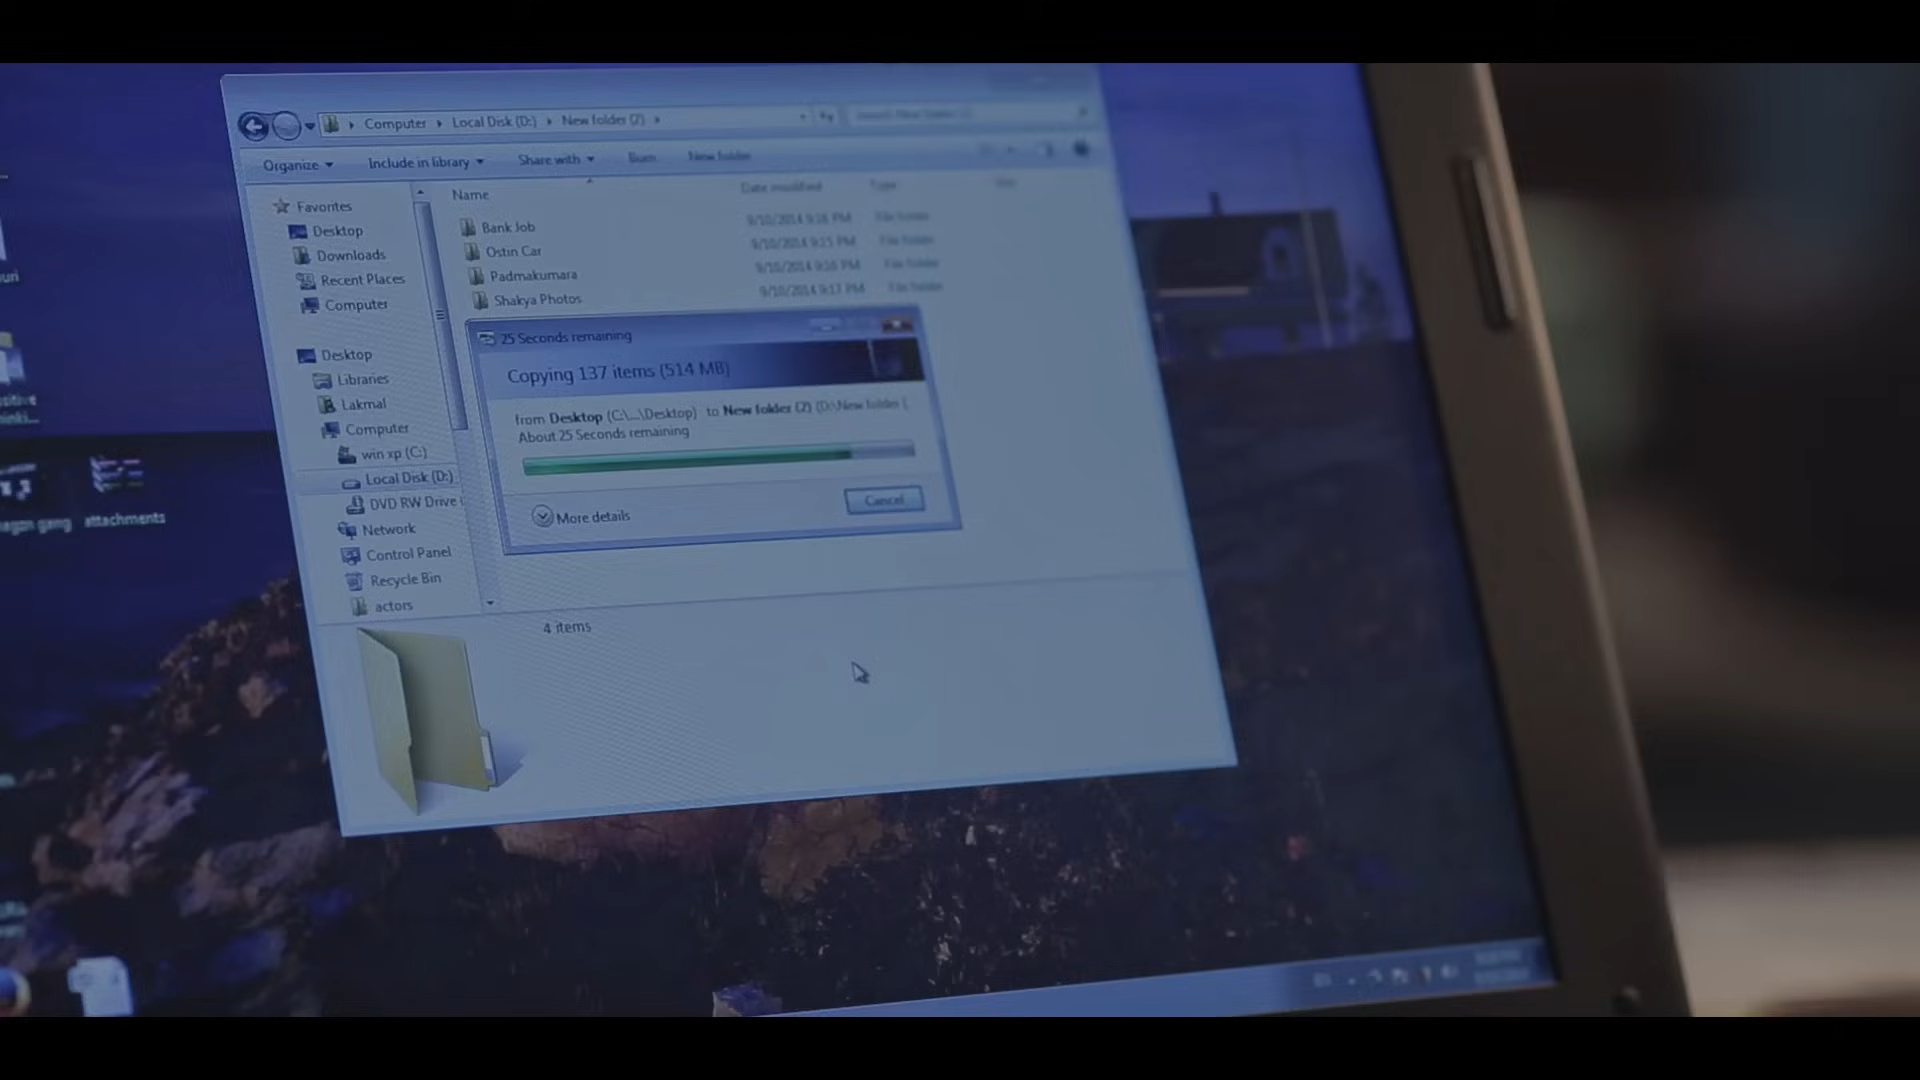 Computer Local Disk (D:) New folder (2)
Organize Include in library Share with Burn New folder
Name Date modified Type
Favorites
Desktop
Downloads
Recent Places
Computer
Desktop
Libraries
Lakmal
Computer
win xp (C:)
Local Disk (D:)
DVD RW Drive
Network
Control Panel
Recycle Bin
actors
Bank Job 9/10/2014 9:16 PM File folder
Ostin Car 9/10/2014 9:15 PM File folder
Padmakumara 9/10/2014 9:16 PM File folder
Shakya Photos 9/10/2014 9:17 PM File folder
25 Seconds remaining
Copying 137 items (514 MB)
from Desktop (C:\...\Desktop) to New folder (2) (D:\New folder (
About 25 Seconds remaining
More details Cancel
4 items
attachments